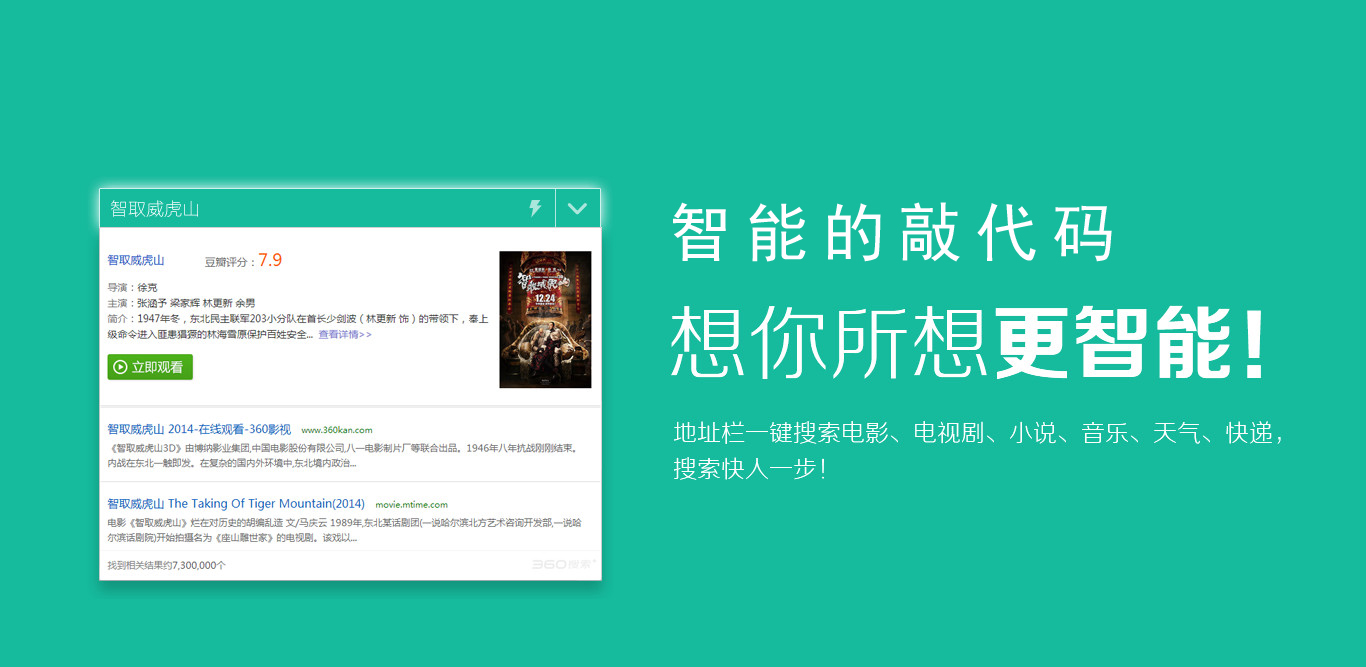 智取威虎山
智取威虎山 豆瓣评分：7.9
导演：徐克
主演：张涵予 梁家辉 林更新 余男
简介：1947年冬，东北民主联军203小分队在首长少剑波（林更新 饰）的带领下，奉上
级命令进入匪患猖獗的林海雪原保护百姓安全... 查看详情>>
立即观看
12.24
智取威虎山 2014-在线观看-360影视 www.360kan.com
《智取威虎山3D》由博纳影业集团,中国电影股份有限公司,八一电影制片厂等联合出品。1946年八年抗战刚刚结束。
内战在东北一触即发。在复杂的国内外环境中,东北境内政治...
智取威虎山 The Taking Of Tiger Mountain(2014) movie.mtime.com
电影《智取威虎山》烂在对历史的胡编乱造 文/马庆云 1989年,东北某话剧团(一说哈尔滨北方艺术咨询开发部,一说哈
尔滨话剧院)开始拍摄名为《座山雕世家》的电视剧。该戏以...
找到相关结果约7,300,000个
360搜索
智能的敲代码
想你所想更智能！
地址栏一键搜索电影、电视剧、小说、音乐、天气、快递，
搜索快人一步！